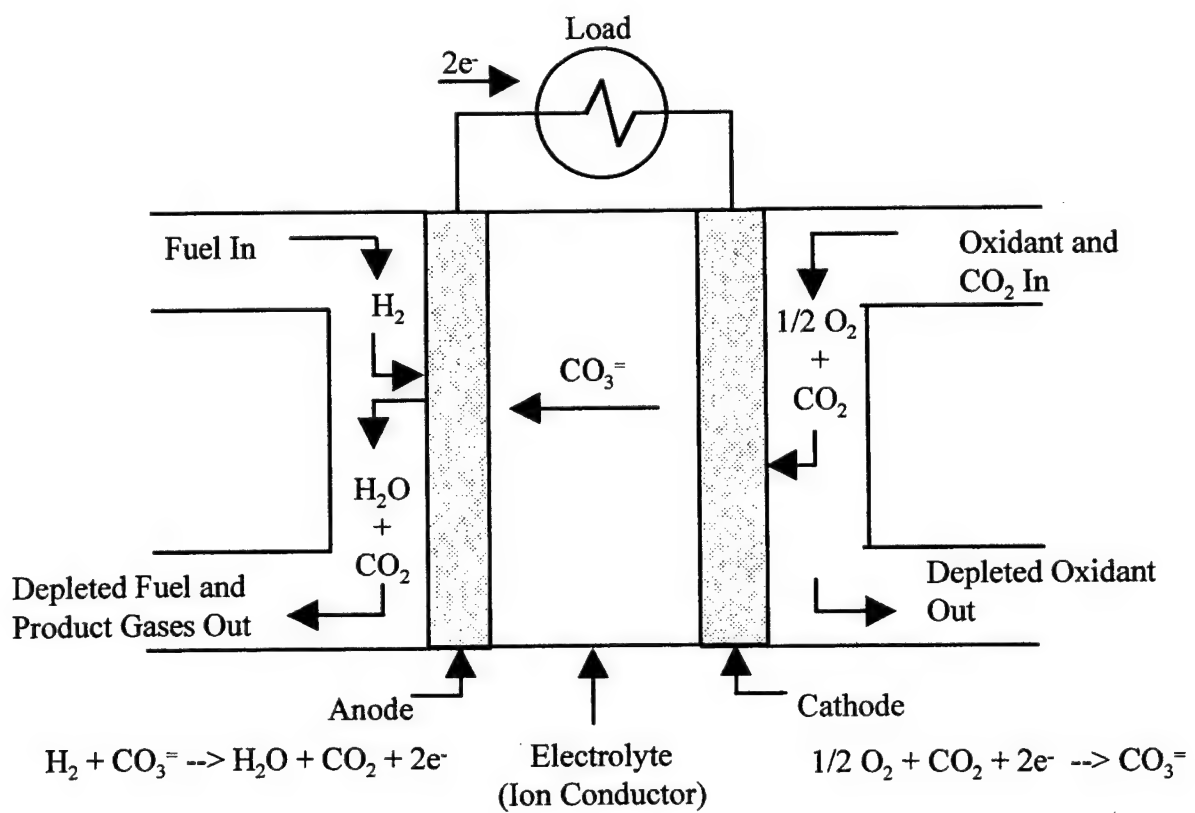 Load
2e⁻
Fuel In
Oxidant and
CO₂ In
H₂
1/2 O₂
+
CO₂
CO₃⁼
H₂O
+
CO₂
Depleted Fuel and
Product Gases Out
Depleted Oxidant
Out
Anode
Cathode
H₂ + CO₃⁼ --> H₂O + CO₂ + 2e⁻
Electrolyte
(Ion Conductor)
1/2 O₂ + CO₂ + 2e⁻ --> CO₃⁼